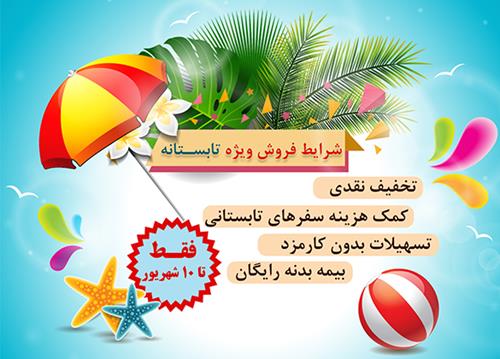 شرایط فروش ویژه تابستانه
تخفیف نقدی
کمک هزینه سفرهای تابستانی
تسهیلات بدون کارمزد
بیمه بدنه رایگان
فقط
تا ۱۰ شهریور